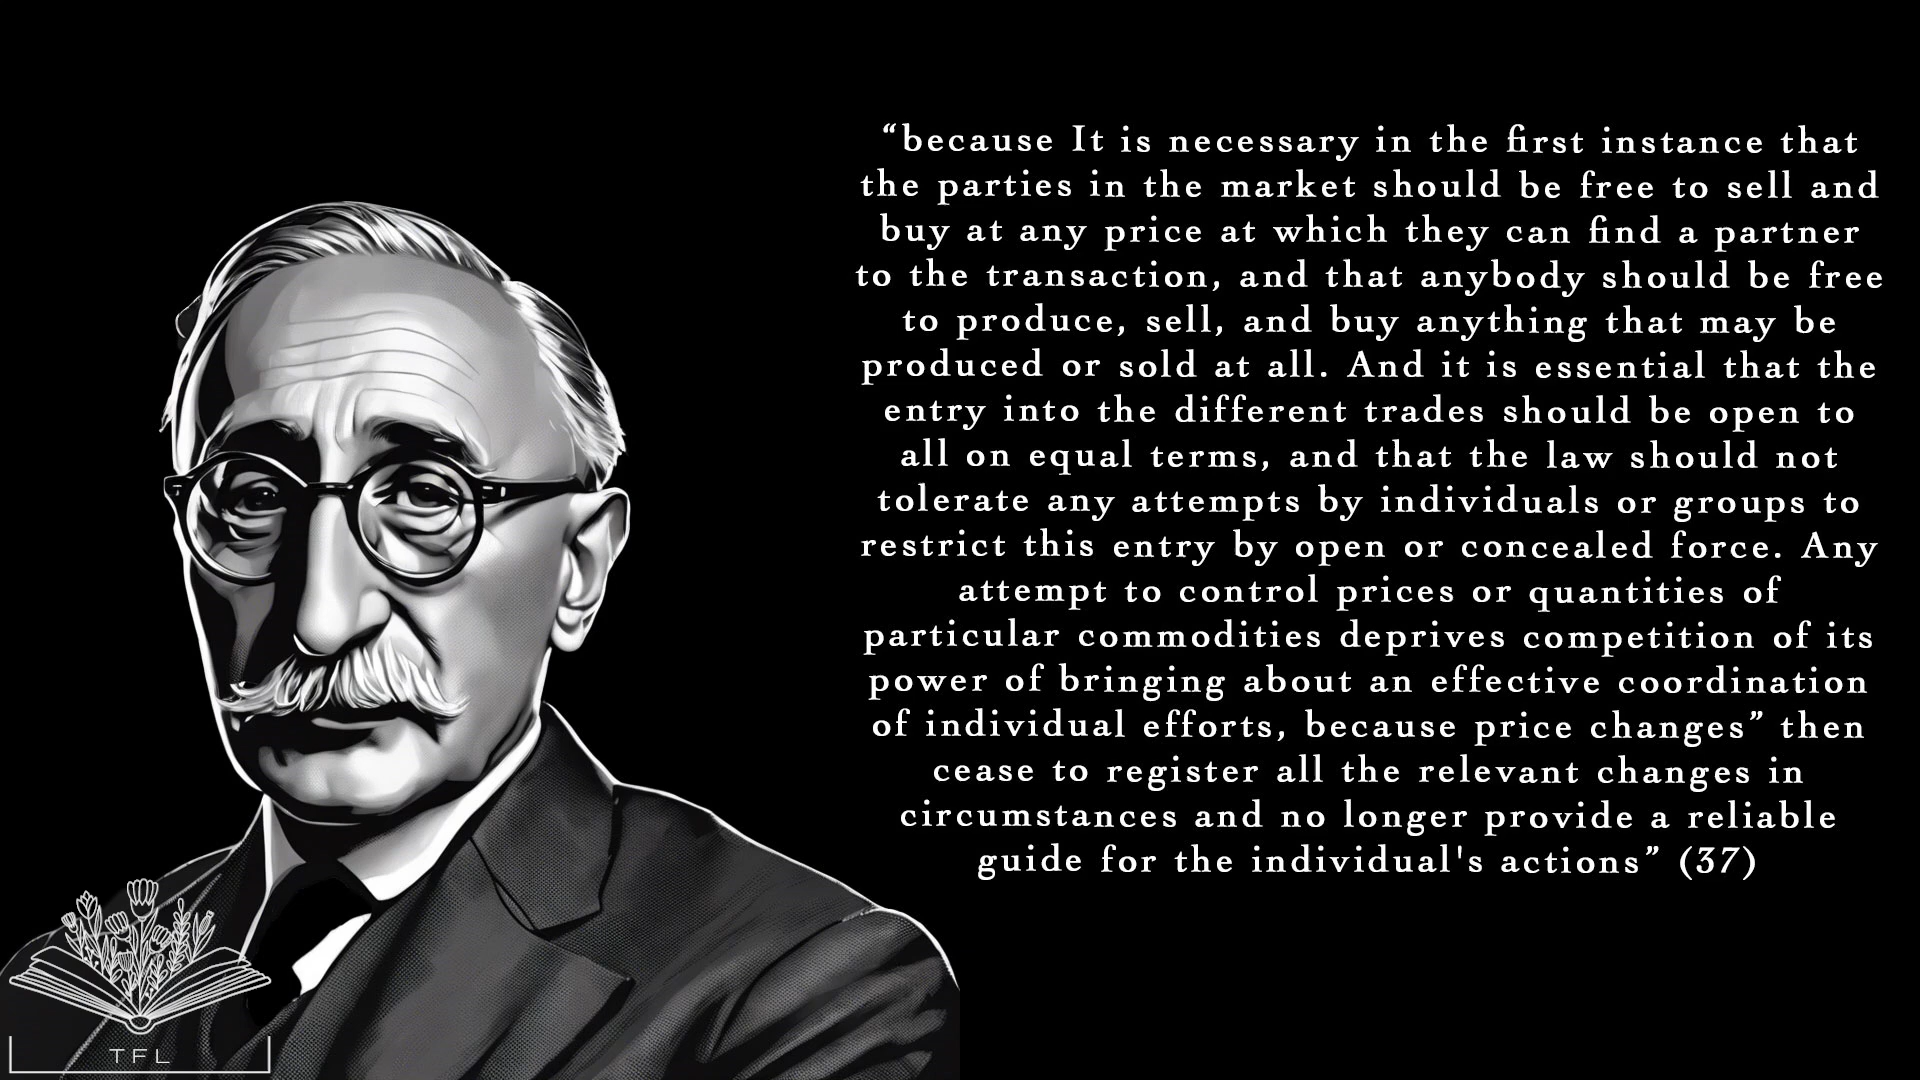 “because It is necessary in the first instance that
the parties in the market should be free to sell and
buy at any price at which they can find a partner
to the transaction, and that anybody should be free
to produce, sell, and buy anything that may be
produced or sold at all. And it is essential that the
entry into the different trades should be open to
all on equal terms, and that the law should not
tolerate any attempts by individuals or groups to
restrict this entry by open or concealed force. Any
attempt to control prices or quantities of
particular commodities deprives competition of its
power of bringing about an effective coordination
of individual efforts, because price changes” then
cease to register all the relevant changes in
circumstances and no longer provide a reliable
guide for the individual's actions” (37)
TFL